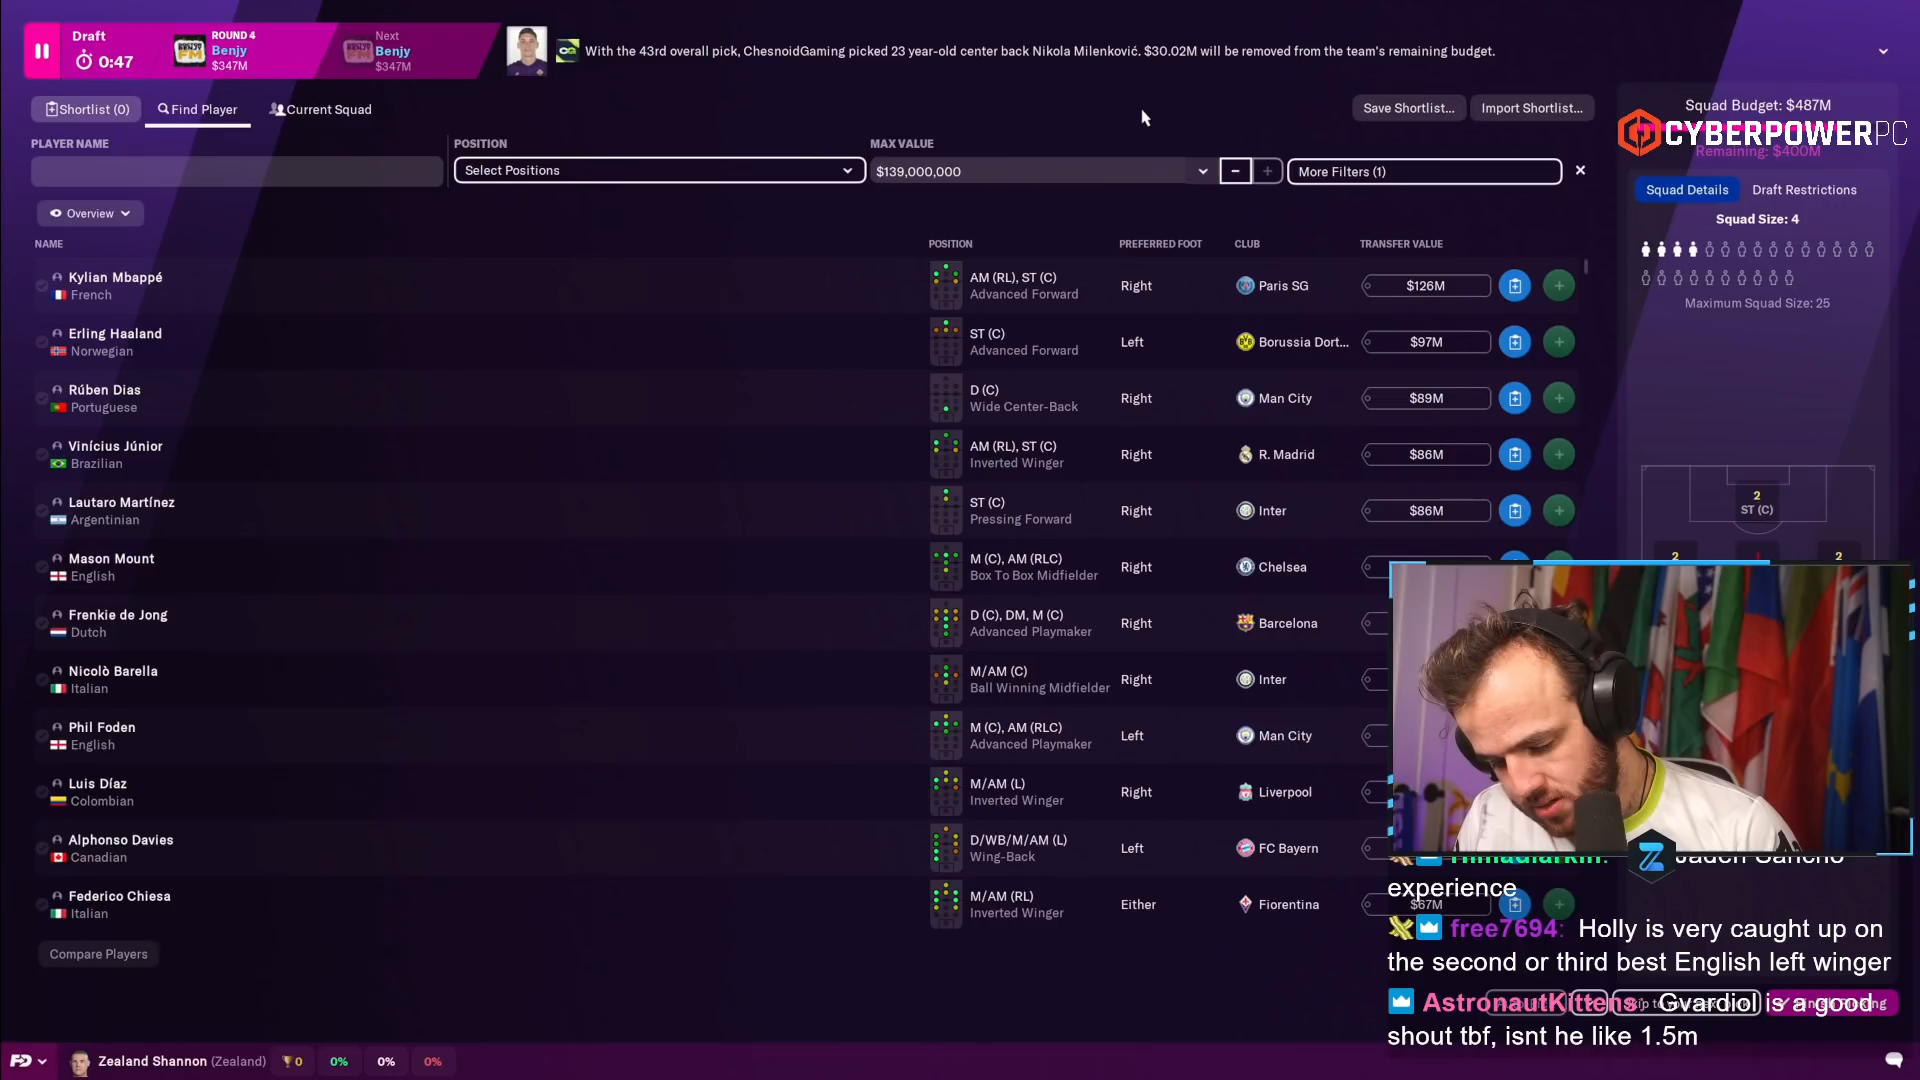 Draft
0:47
ROUND 4
Benjy
$347M
Next
Benjy
$347M
With the 43rd overall pick, ChesnoidGaming picked 23 year-old center back Nikola Milenković. $30.02M will be removed from the team's remaining budget.
Shortlist (0)
Find Player
Current Squad
Save Shortlist...
Import Shortlist...
Squad Budget: $487M
CYBERPOWERPC
Remaining: $400M
PLAYER NAME
POSITION
MAX VALUE
Select Positions
$139,000,000
More Filters (1)
Squad Details
Draft Restrictions
Overview
Squad Size: 4
Maximum Squad Size: 25
NAME
POSITION
PREFERRED FOOT
CLUB
TRANSFER VALUE
Kylian Mbappé
French
AM (RL), ST (C)
Advanced Forward
Right
Paris SG
$126M
Erling Haaland
Norwegian
ST (C)
Advanced Forward
Left
Borussia Dort...
$97M
Rúben Dias
Portuguese
D (C)
Wide Center-Back
Right
Man City
$89M
Vinícius Júnior
Brazilian
AM (RL), ST (C)
Inverted Winger
Right
R. Madrid
$86M
Lautaro Martínez
Argentinian
ST (C)
Pressing Forward
Right
Inter
$86M
2
ST (C)
2
2
Mason Mount
English
M (C), AM (RLC)
Box To Box Midfielder
Right
Chelsea
Frenkie de Jong
Dutch
D (C), DM, M (C)
Advanced Playmaker
Right
Barcelona
Nicolò Barella
Italian
M/AM (C)
Ball Winning Midfielder
Right
Inter
Phil Foden
English
M (C), AM (RLC)
Advanced Playmaker
Left
Man City
Luis Díaz
Colombian
M/AM (L)
Inverted Winger
Right
Liverpool
Alphonso Davies
Canadian
D/WB/M/AM (L)
Wing-Back
Left
FC Bayern
Federico Chiesa
Italian
M/AM (RL)
Inverted Winger
Either
Fiorentina
$67M
Compare Players
Jaden Sancho
experience
free7694: Holly is very caught up on
the second or third best English left winger
AstronautKittens: Gvardiol is a good
shout tbf, isnt he like 1.5m
FD
Zealand Shannon (Zealand)
0
0%
0%
0%